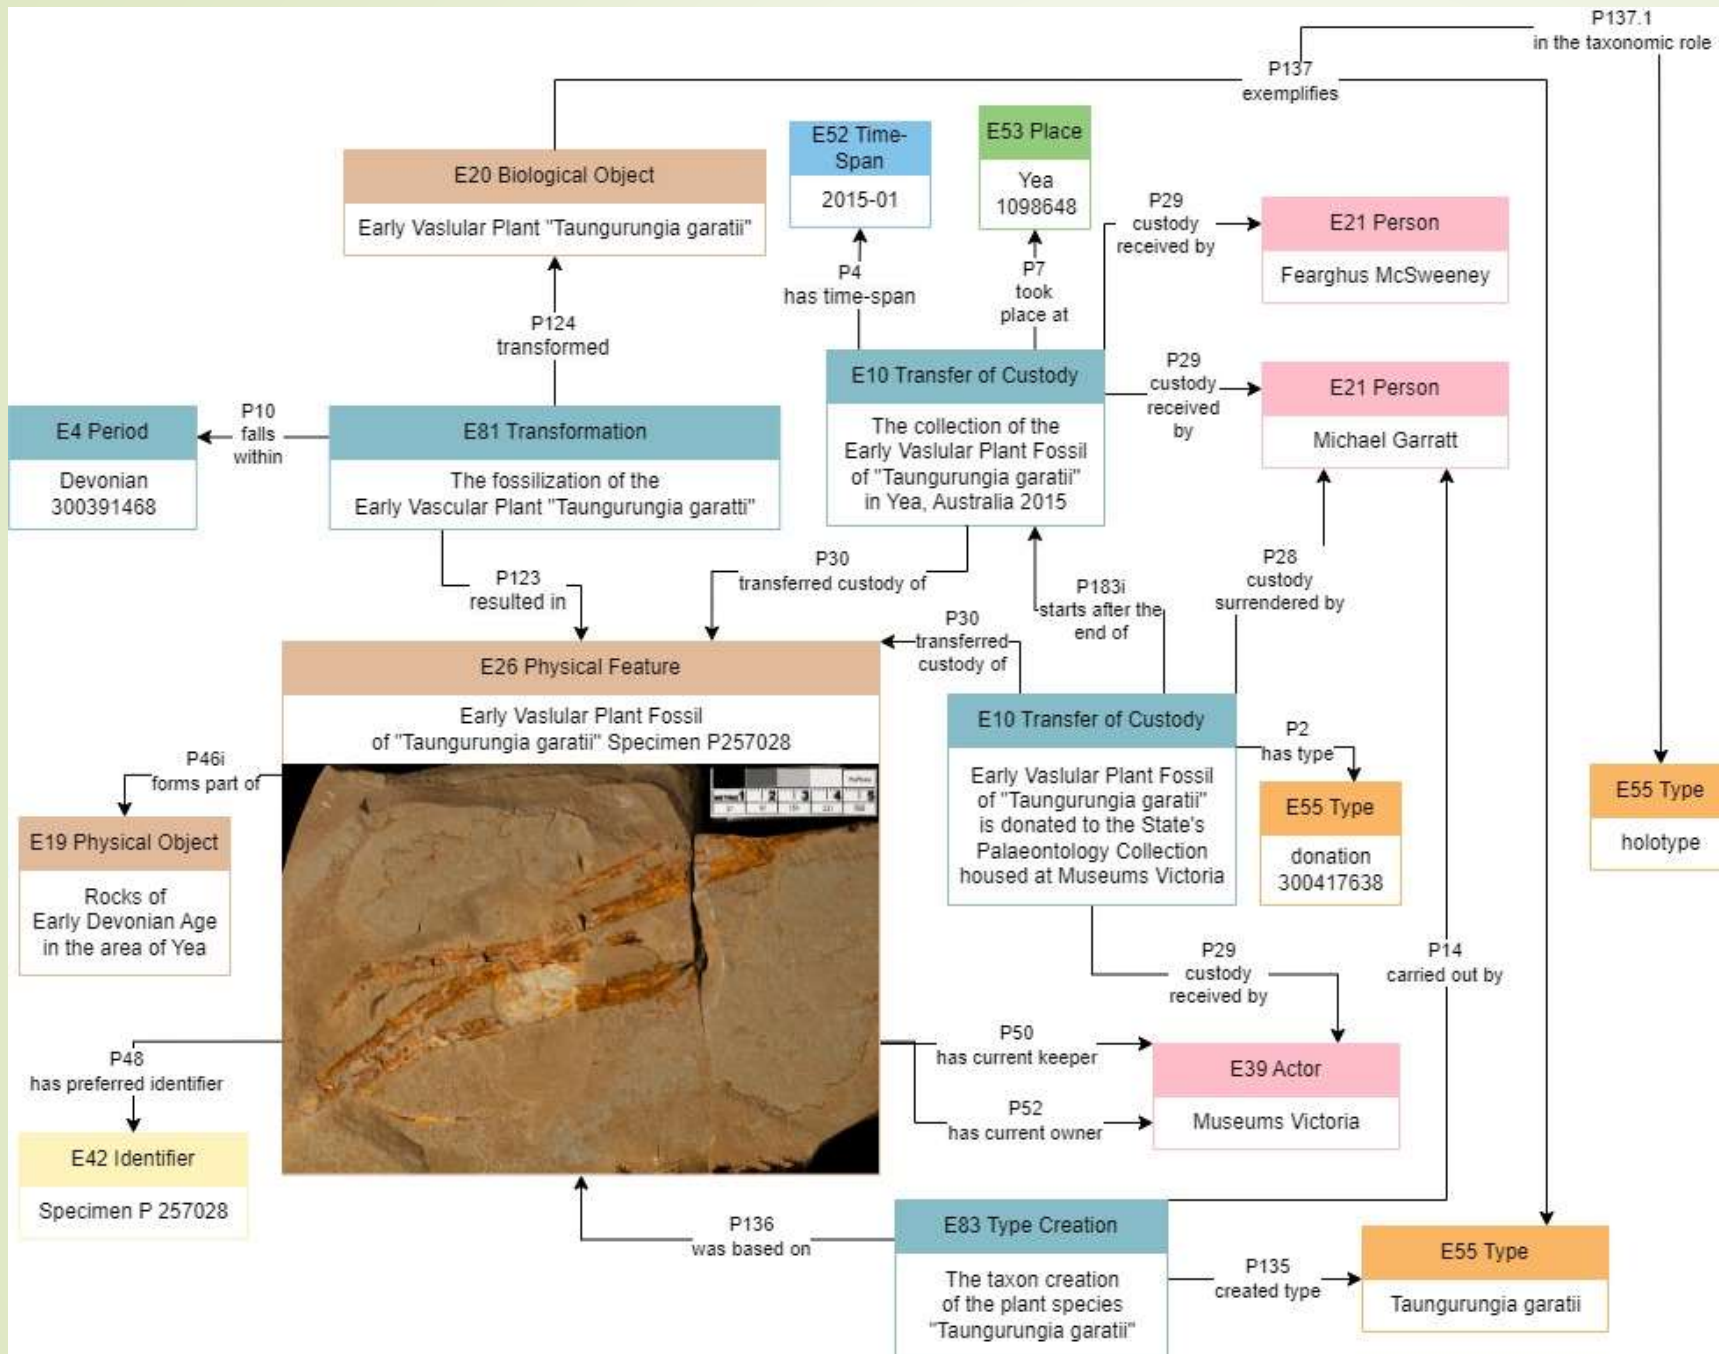 P137.1
in the taxonomic role
P137
exemplifies
E52 Time-
Span
2015-01
E53 Place
Yea
1098648
E20 Biological Object
Early Vaslular Plant "Taungurungia garatii"
P29
custody
received by
E21 Person
Fearghus McSweeney
P4
has time-span
P7
took
place at
P124
transformed
E10 Transfer of Custody
The collection of the
Early Vaslular Plant Fossil
of "Taungurungia garatii"
in Yea, Australia 2015
P29
custody
received
by
E21 Person
Michael Garratt
E4 Period
Devonian
300391468
P10
falls
within
E81 Transformation
The fossilization of the
Early Vascular Plant "Taungurungia garatti"
P123
resulted in
P30
transferred custody of
P183i
starts after the
end of
P28
custody
surrendered by
P30
transferred
custody of
E26 Physical Feature
Early Vaslular Plant Fossil
of "Taungurungia garatii" Specimen P257028
1 2 3 4 5
E10 Transfer of Custody
Early Vaslular Plant Fossil
of "Taungurungia garatii"
is donated to the State's
Palaeontology Collection
housed at Museums Victoria
P2
has type
E55 Type
donation
300417638
E55 Type
holotype
P46i
forms part of
E19 Physical Object
Rocks of
Early Devonian Age
in the area of Yea
P29
custody
received by
P14
carried out by
P48
has preferred identifier
E42 Identifier
Specimen P 257028
P50
has current keeper
P52
has current owner
E39 Actor
Museums Victoria
P136
was based on
E83 Type Creation
The taxon creation
of the plant species
"Taungurungia garatii"
P135
created type
E55 Type
Taungurungia garatii